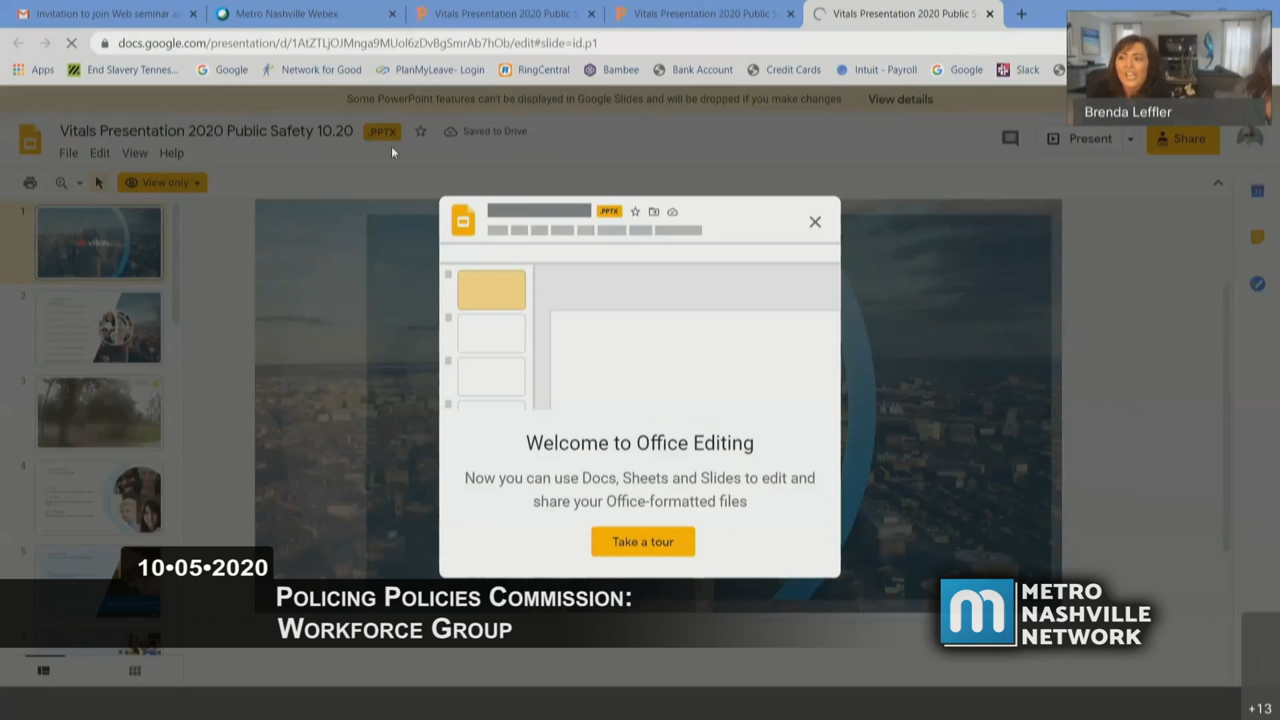 Invitation to join Web seminar a
Metro Nashville Webex
Vitals Presentation 2020 Public S
Vitals Presentation 2020 Public S
Vitals Presentation 2020 Public S
docs.google.com/presentation/d/1AtZTLjOJMnga9MUol6zDvBgSmrAb7hOb/edit#slide=id.p1
Apps
End Slavery Tennes...
Google
Network for Good
PlanMyLeave- Login
RingCentral
Bambee
Bank Account
Credit Cards
Intuit - Payroll
Google
Slack
Brenda Leffler
Some PowerPoint features can't be displayed in Google Slides and will be dropped if you make changes
View details
Vitals Presentation 2020 Public Safety 10.20
.PPTX
Saved to Drive
File Edit View Help
Present
Share
View only
1
2
3
4
5
6
.PPTX
Welcome to Office Editing
Now you can use Docs, Sheets and Slides to edit and
share your Office-formatted files
Take a tour
10•05•2020
Policing Policies Commission:
Workforce Group
m
METRO
NASHVILLE
NETWORK
+13